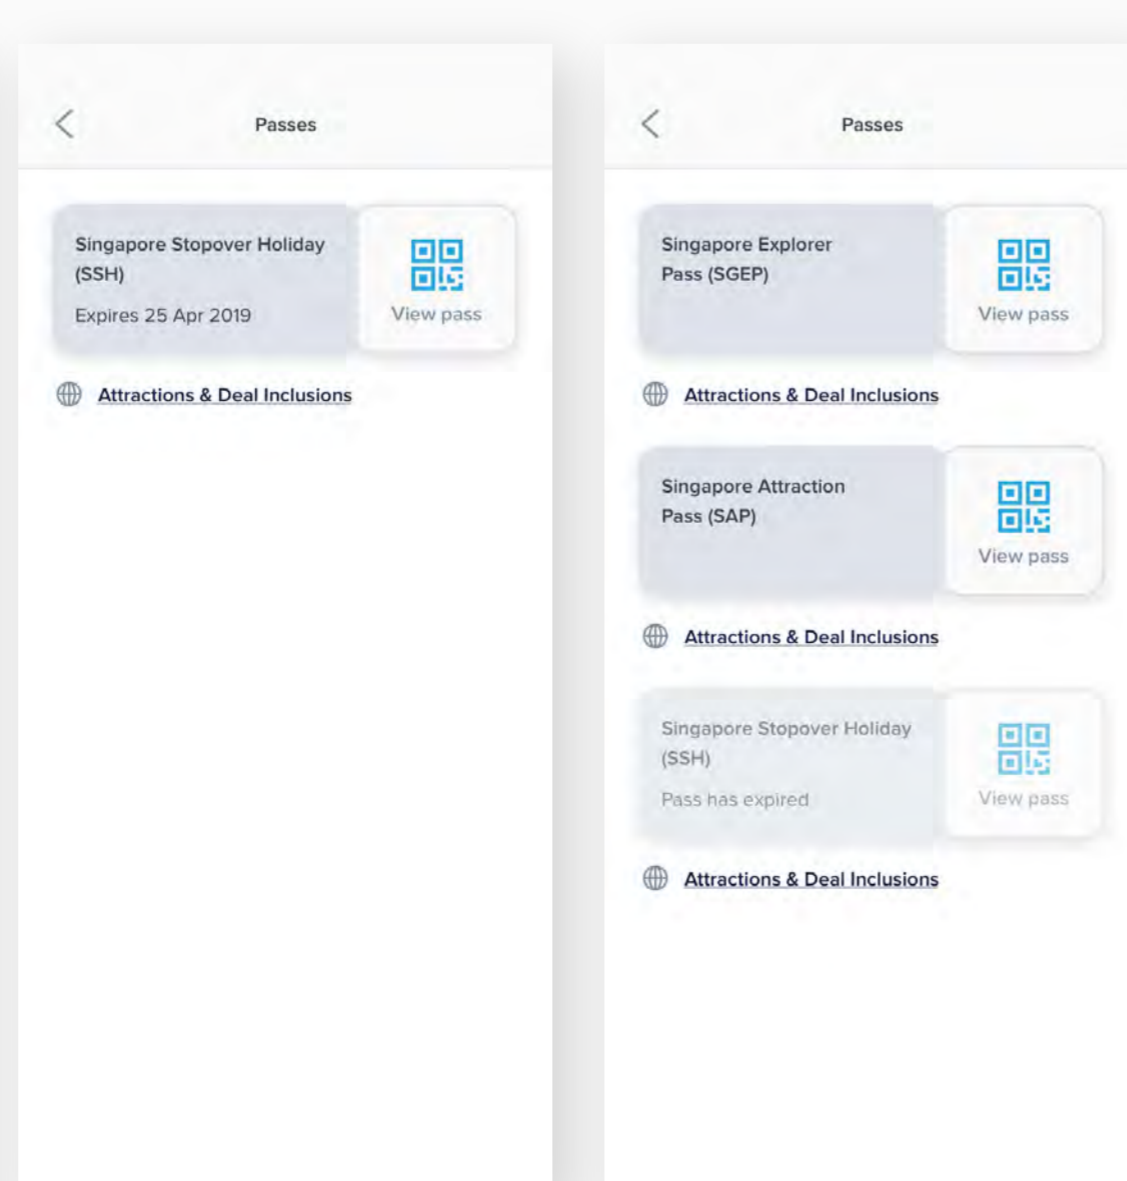 Passes
Singapore Stopover Holiday
(SSH)
Expires 25 Apr 2019
View pass
Attractions & Deal Inclusions
Passes
Singapore Explorer
Pass (SGEP)
View pass
Attractions & Deal Inclusions
Singapore Attraction
Pass (SAP)
View pass
Attractions & Deal Inclusions
Singapore Stopover Holiday
(SSH)
Pass has expired
View pass
Attractions & Deal Inclusions